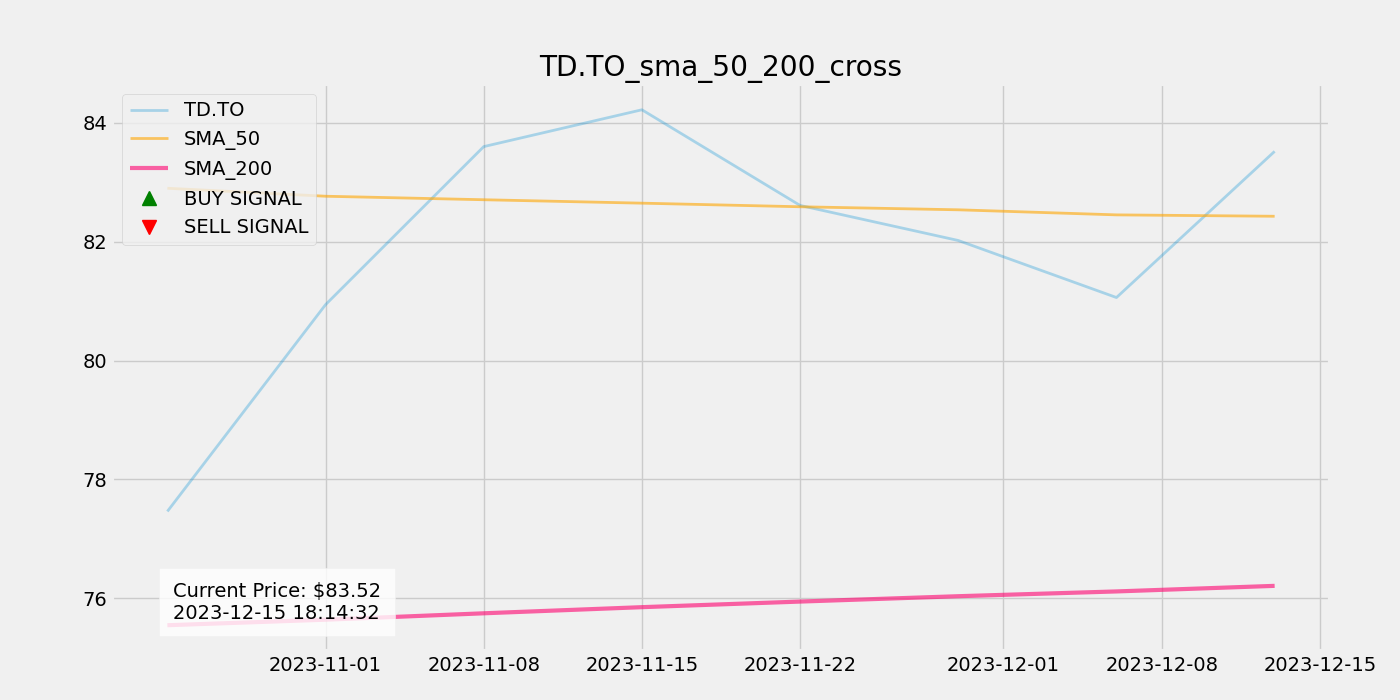 TD.TO_sma_50_200_cross
TD.TO
SMA_50
SMA_200
BUY SIGNAL
SELL SIGNAL
84
82
80
78
76
Current Price: $83.52
2023-12-15 18:14:32
2023-11-01
2023-11-08
2023-11-15
2023-11-22
2023-12-01
2023-12-08
2023-12-15